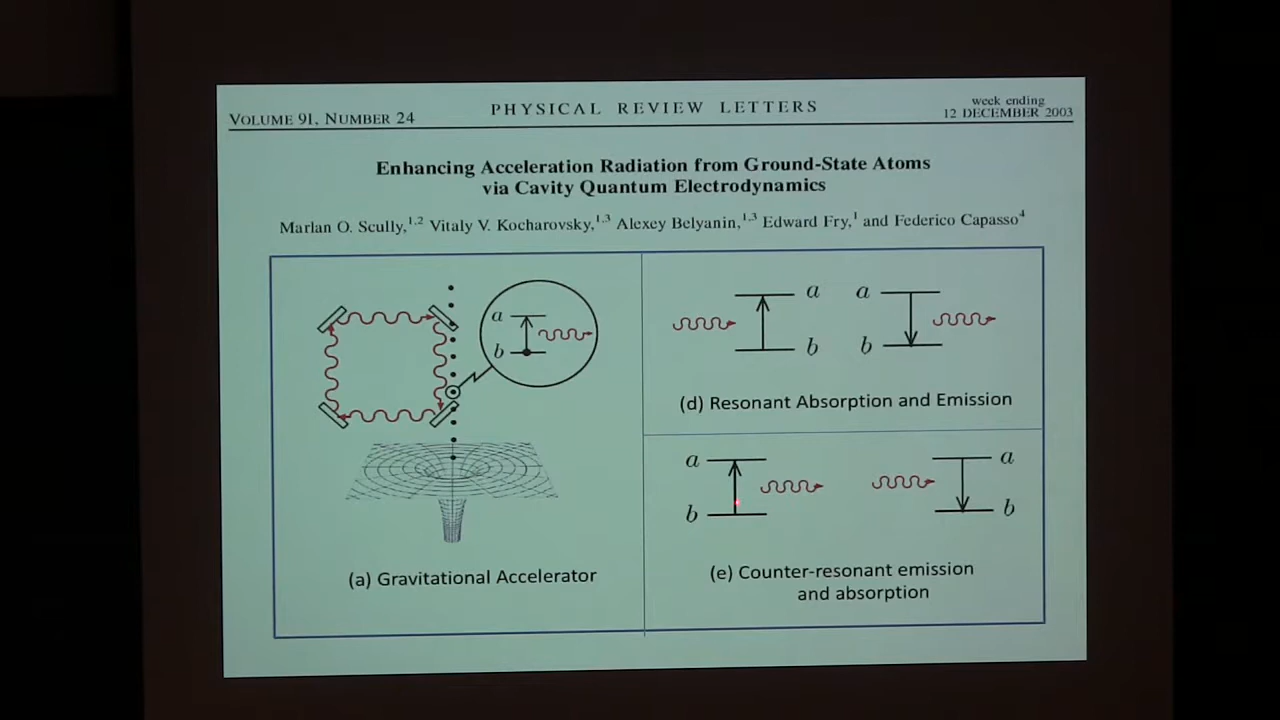 VOLUME 91, NUMBER 24
PHYSICAL REVIEW LETTERS
week ending
12 DECEMBER 2003
Enhancing Acceleration Radiation from Ground-State Atoms
via Cavity Quantum Electrodynamics
Marlan O. Scully,1,2 Vitaly V. Kocharovsky,1,3 Alexey Belyanin,1,3 Edward Fry,1 and Federico Capasso4
a
b
(a) Gravitational Accelerator
a a
b b
(d) Resonant Absorption and Emission
a a
b b
(e) Counter-resonant emission
and absorption